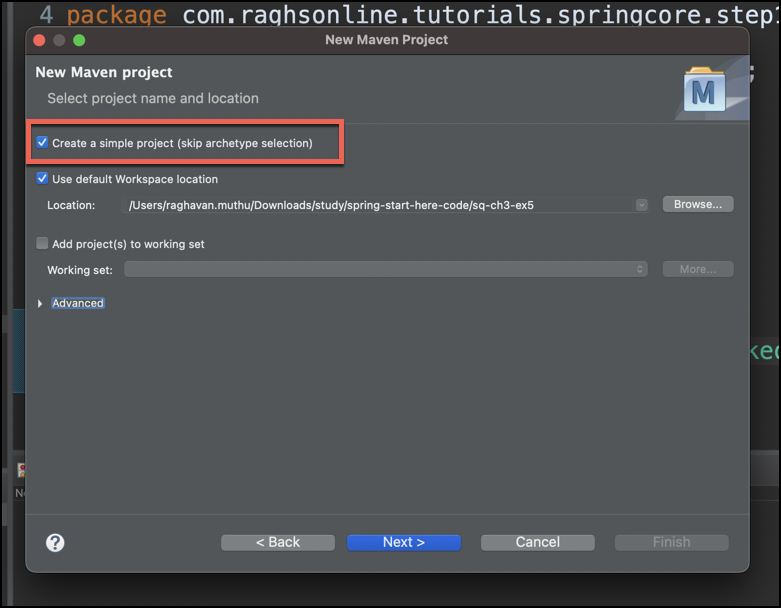 4 package com.raghsonline.tutorials.springcore.step
New Maven Project
New Maven project
Select project name and location
M
Create a simple project (skip archetype selection)
Use default Workspace location
Location: /Users/raghavan.muthu/Downloads/study/spring-start-here-code/sq-ch3-ex5 Browse...
Add project(s) to working set
Working set: More...
Advanced
? < Back Next > Cancel Finish